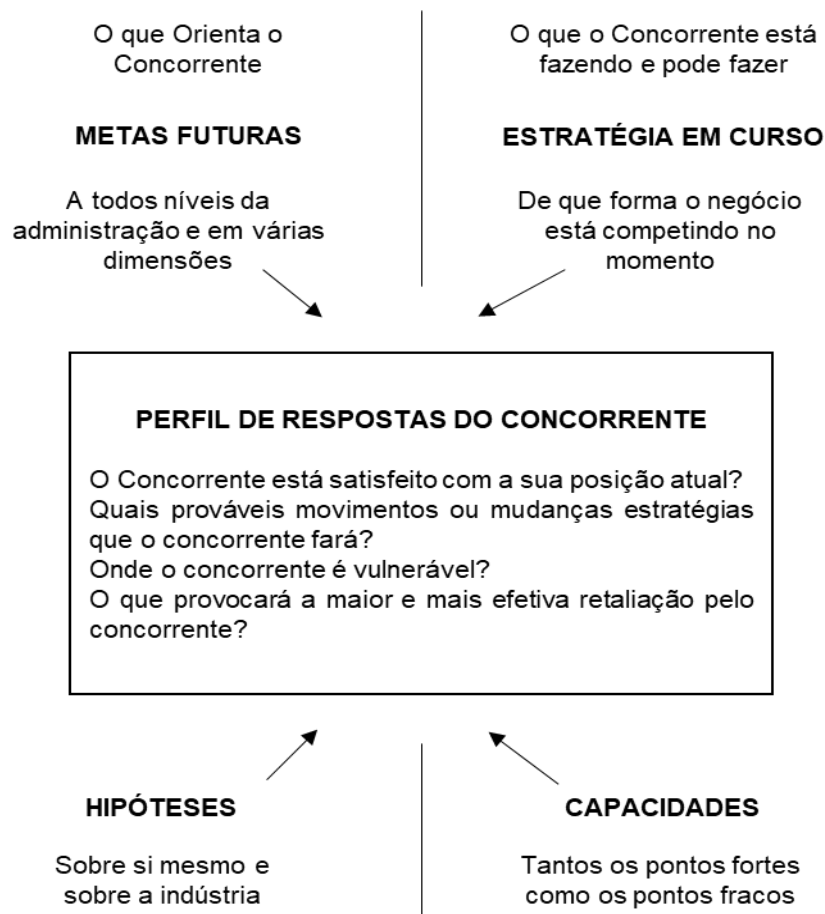 O que Orienta o
Concorrente
METAS FUTURAS
A todos níveis da
administração e em várias
dimensões
O que o Concorrente está
fazendo e pode fazer
ESTRATÉGIA EM CURSO
De que forma o negócio
está competindo no
momento
PERFIL DE RESPOSTAS DO CONCORRENTE
O Concorrente está satisfeito com a sua posição atual?
Quais prováveis movimentos ou mudanças estratégias
que o concorrente fará?
Onde o concorrente é vulnerável?
O que provocará a maior e mais efetiva retaliação pelo
concorrente?
HIPÓTESES
Sobre si mesmo e
sobre a indústria
CAPACIDADES
Tantos os pontos fortes
como os pontos fracos